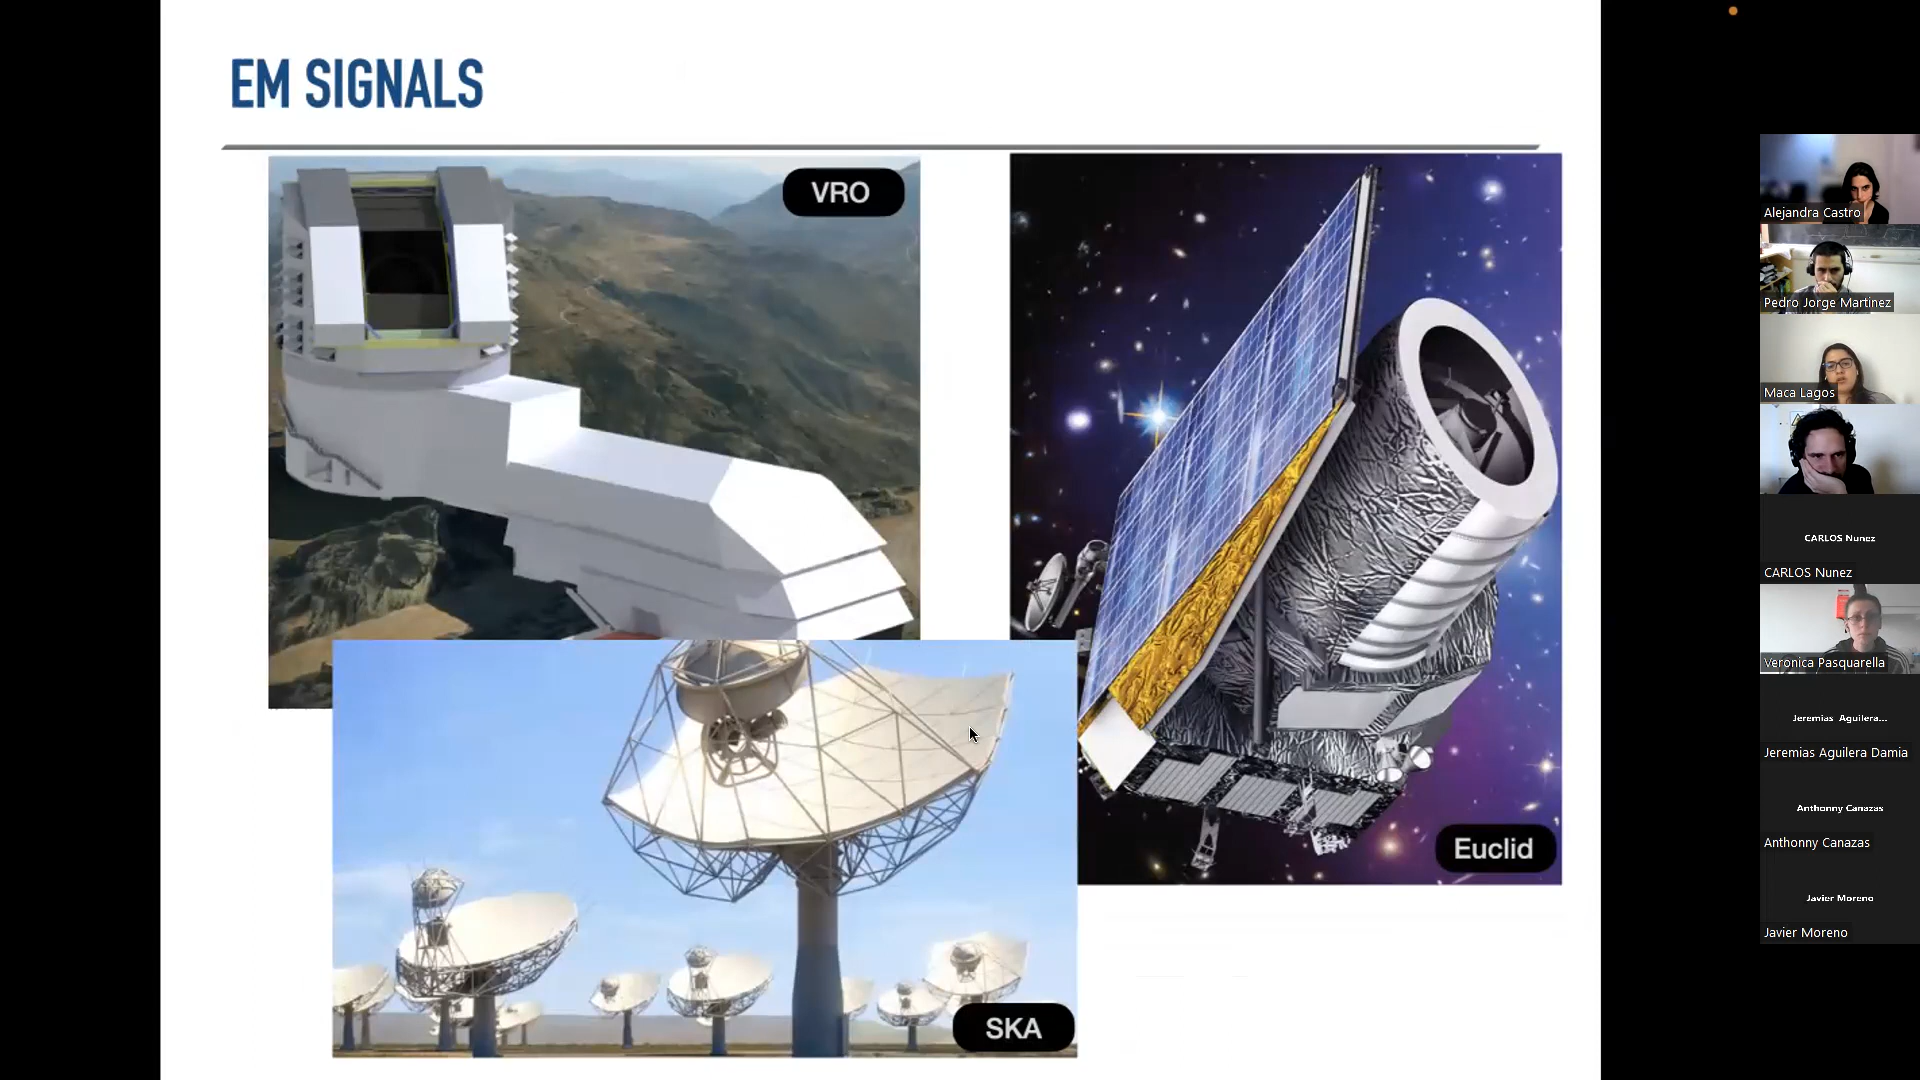 EM SIGNALS
VRO
Euclid
SKA
Alejandra Castro
Pedro Jorge Martinez
Maca Lagos
CARLOS Nunez
CARLOS Nunez
Veronica Pasquarella
Jeremias Aguilera...
Jeremias Aguilera Damia
Anthonny Canazas
Anthonny Canazas
Javier Moreno
Javier Moreno